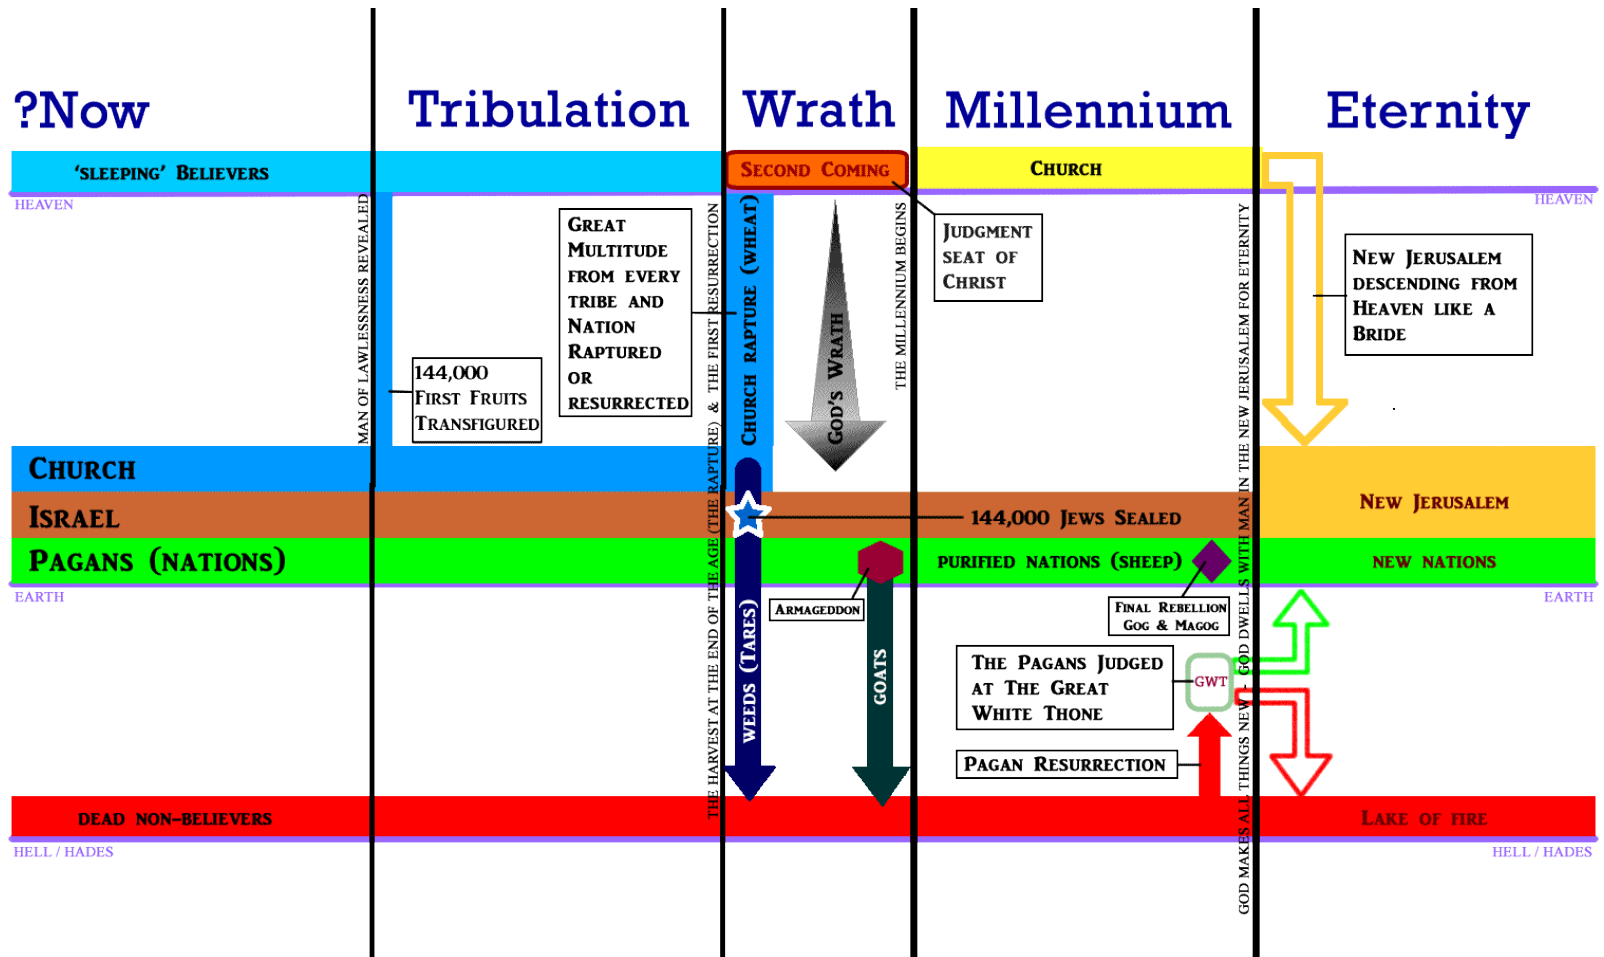 ?Now
Tribulation
Wrath
Millennium
Eternity
‘sleeping’ Believers
Second Coming
Church
HEAVEN
HEAVEN
MAN OF LAWLESSNESS REVEALED
144,000
First Fruits
Transfigured
Great
Multitude
from every
tribe and
Nation
Raptured
or
resurrected
THE HARVEST AT THE END OF THE AGE (THE RAPTURE) & THE FIRST RESURRECTION
Church rapture (wheat)
God's Wrath
THE MILLENNIUM BEGINS
Judgment
seat of
Christ
GOD MAKES ALL THINGS NEW - GOD DWELLS WITH MAN IN THE NEW JERUSALEM FOR ETERNITY
New Jerusalem
descending from
Heaven like a
Bride
Church
Israel
144,000 Jews Sealed
New Jerusalem
Pagans (nations)
purified nations (sheep)
new nations
EARTH
EARTH
Armageddon
Final Rebellion
Gog & Magog
weeds (Tares)
goats
The Pagans Judged
at The Great
White Thone
GWT
Pagan Resurrection
dead non-believers
Lake of fire
HELL / HADES
HELL / HADES